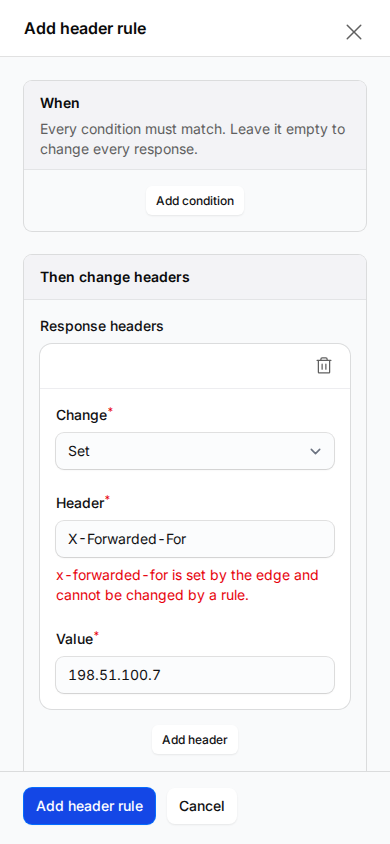 Add header rule
When
Every condition must match. Leave it empty to
change every response.
Add condition
Then change headers
Response headers
Change*
Set
Header*
X-Forwarded-For
x-forwarded-for is set by the edge and
cannot be changed by a rule.
Value*
198.51.100.7
Add header
Add header rule
Cancel